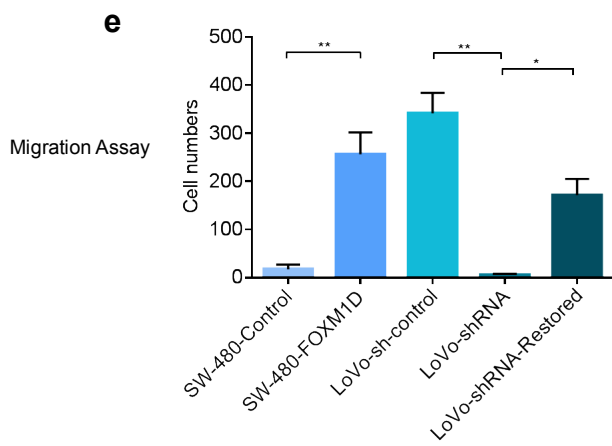 e
Migration Assay
Cell numbers
500
400
300
200
100
0
**
**
*
SW-480-Control
SW-480-FOXM1D
LoVo-sh-control
LoVo-shRNA
LoVo-shRNA-Restored